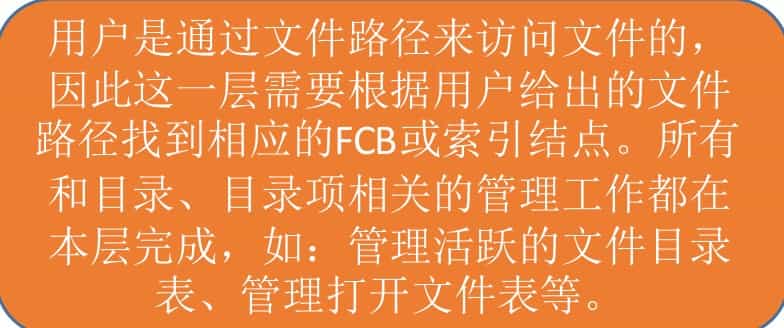 用户是通过文件路径来访问文件的，
因此这一层需要根据用户给出的文件
路径找到相应的FCB或索引结点。所有
和目录、目录项相关的管理工作都在
本层完成，如：管理活跃的文件目录
表、管理打开文件表等。